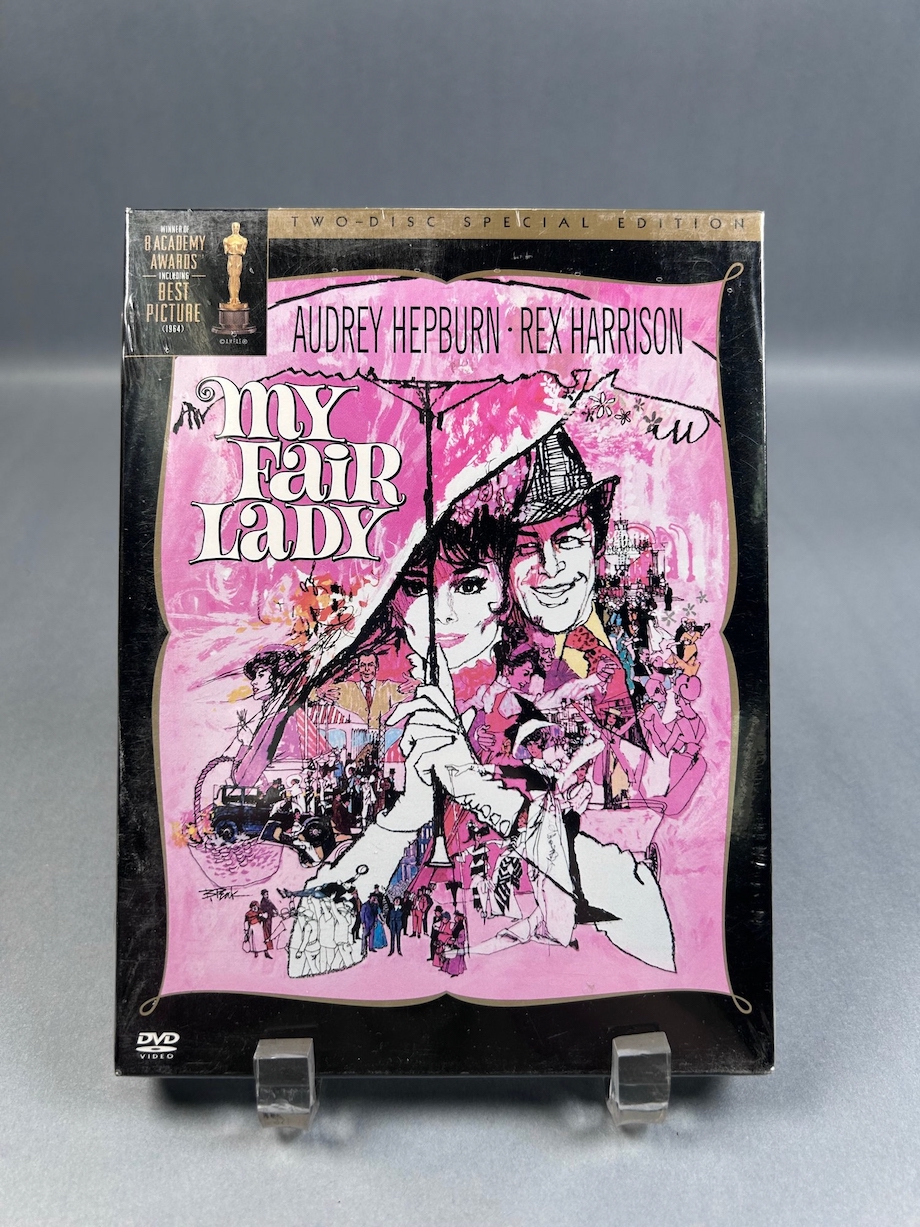 TWO-DISC SPECIAL EDITION
WINNER OF
8 ACADEMY
AWARDS
INCLUDING
BEST
PICTURE
(1964)
AUDREY HEPBURN · REX HARRISON
MY
FAIR
LADY
DVD
VIDEO